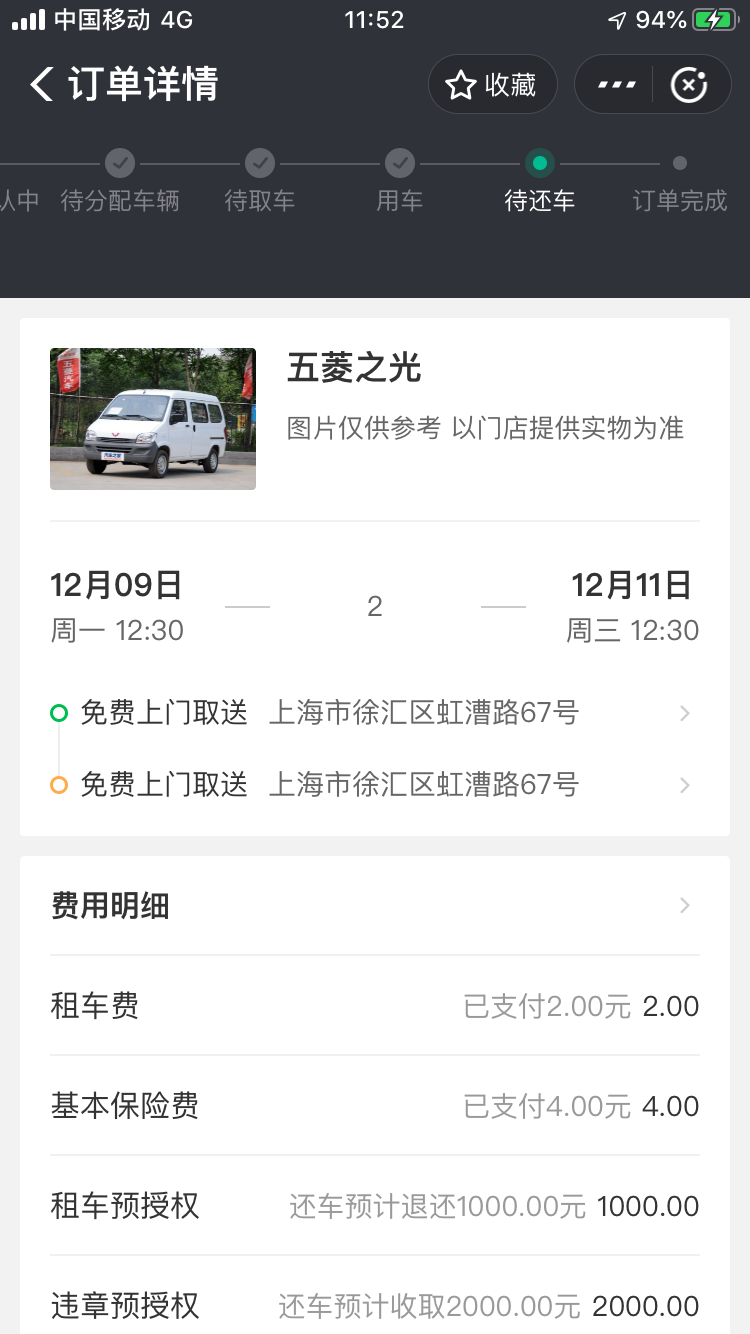 中国移动 4G 11:52 94%
订单详情 收藏
认中 待分配车辆 待取车 用车 待还车 订单完成
五菱汽车
五菱之光
图片仅供参考 以门店提供实物为准
汽车之家
12月09日 2 12月11日
周一 12:30 周三 12:30
免费上门取送 上海市徐汇区虹漕路67号
免费上门取送 上海市徐汇区虹漕路67号
费用明细
租车费 已支付2.00元 2.00
基本保险费 已支付4.00元 4.00
租车预授权 还车预计退还1000.00元 1000.00
违章预授权 还车预计收取2000.00元 2000.00